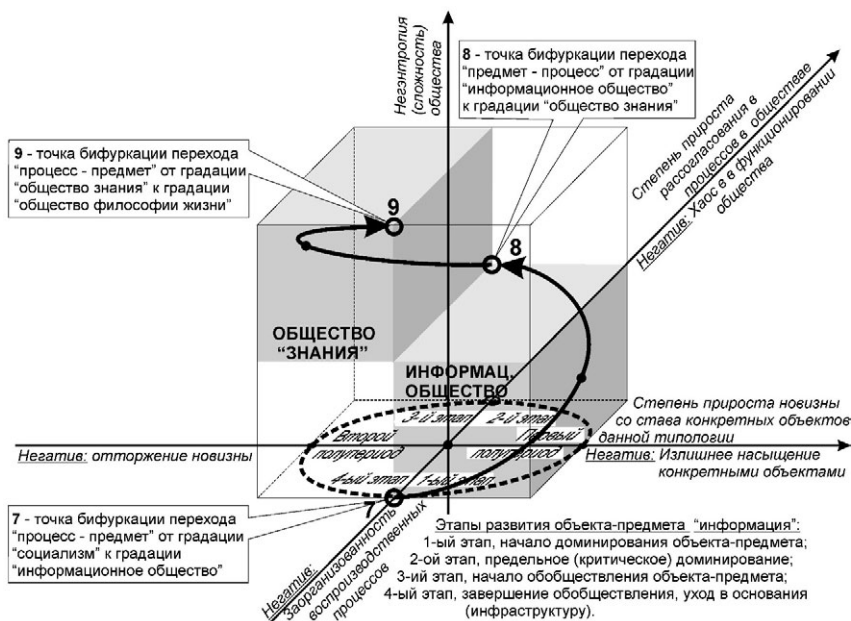 Негэнтропия
(сложность)
общества
8 - точка бифуркации перехода
"предмет - процесс" от градации
"информационное общество"
к градации "общество знания"
Степень прироста
рассогласования в
процессов в обществае
Негатив: Хаос в в функционировании
общества
9 - точка бифуркации перехода
"процесс - предмет" от градации
"общество знания" к градации
"общество философии жизни"
9
8
ОБЩЕСТВО
"ЗНАНИЯ"
ИНФОРМАЦ.
ОБЩЕСТВО
Степень прироста новизны
со става конкретных объектов
данной типологии
3-й этап
2-й этап
Второй
полупериод
Первый
полупериод
4-ый этап
1-ый этап
Негатив: отторжение новизны
Негатив: Излишнее насыщение
конкретными объектами
7
7 - точка бифуркации перехода
"процесс - предмет" от градации
"социализм" к градации
"информационное общество"
Негатив:
Заорганизованность
воспроизводственных
процессов
Этапы развития объекта-предмета "информация":
1-ый этап, начало доминирования объекта-предмета;
2-ой этап, предельное (критическое) доминирование;
3-ий этап, начало обобществления объекта-предмета;
4-ый этап, завершение обобществления, уход в основания
(инфраструктуру).